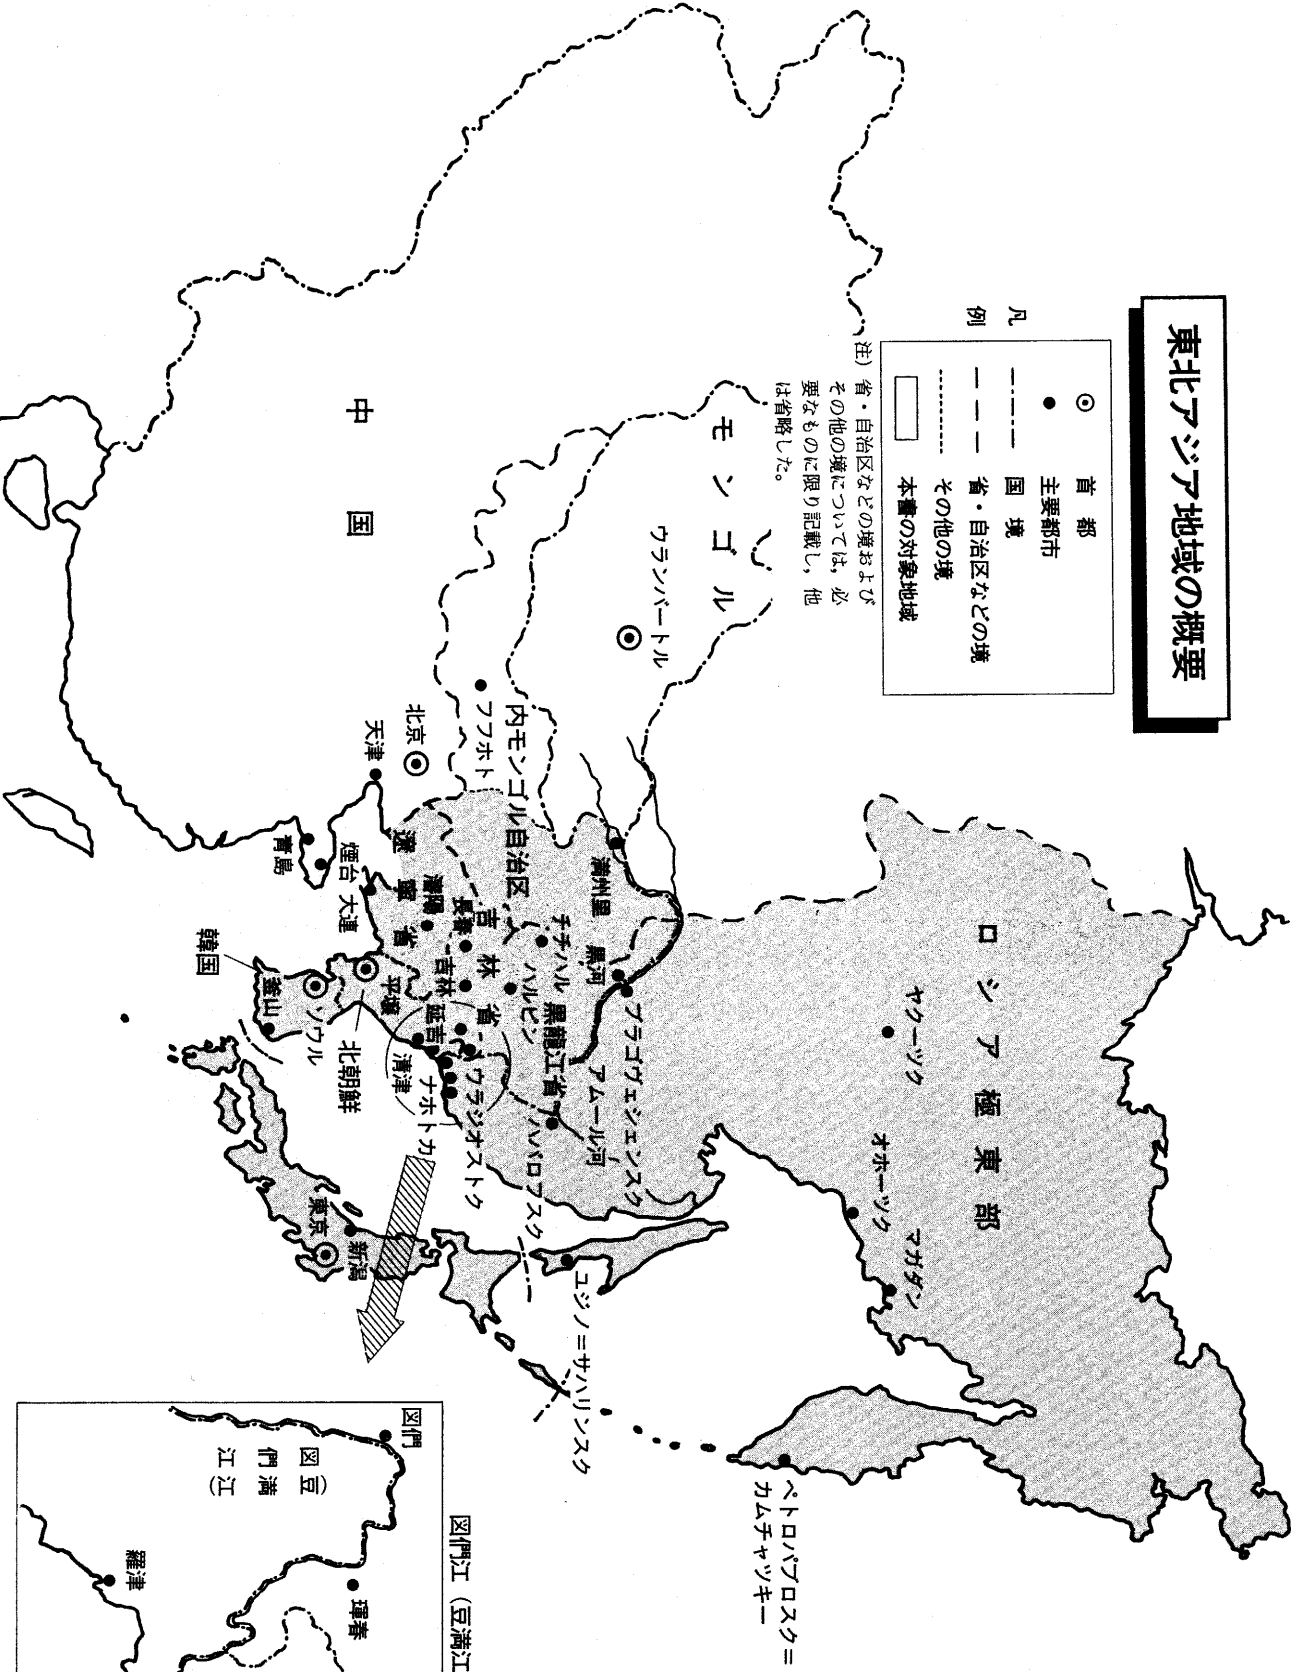 東北アジア地域の概要
凡例
首都
主要都市
国境
省・自治区などの境
その他の境
本書の対象地域
注) 省・自治区などの境および
その他の境については，必
要なものに限り記載し，他
は省略した。
ロシア極東部
ヤクーツク
オホーツク
マガダン
ペトロパブロスク＝
カムチャツキー
モンゴル
ウランバートル
中国
内モンゴル自治区
フフホト
北京
天津
満州里
黒河
ブラゴヴェシェンスク
アムール河
チチハル
ハルビン
黒龍江省
ハバロフスク
ユジノ＝サハリンスク
吉林省
長春
吉林
延吉
ウラジオストク
ナホトカ
清津
遼寧省
瀋陽
大連
煙台
青島
平壌
北朝鮮
ソウル
韓国
釜山
新潟
東京
図們江（豆満江
図們
図們江
（豆満江）
琿春
羅津